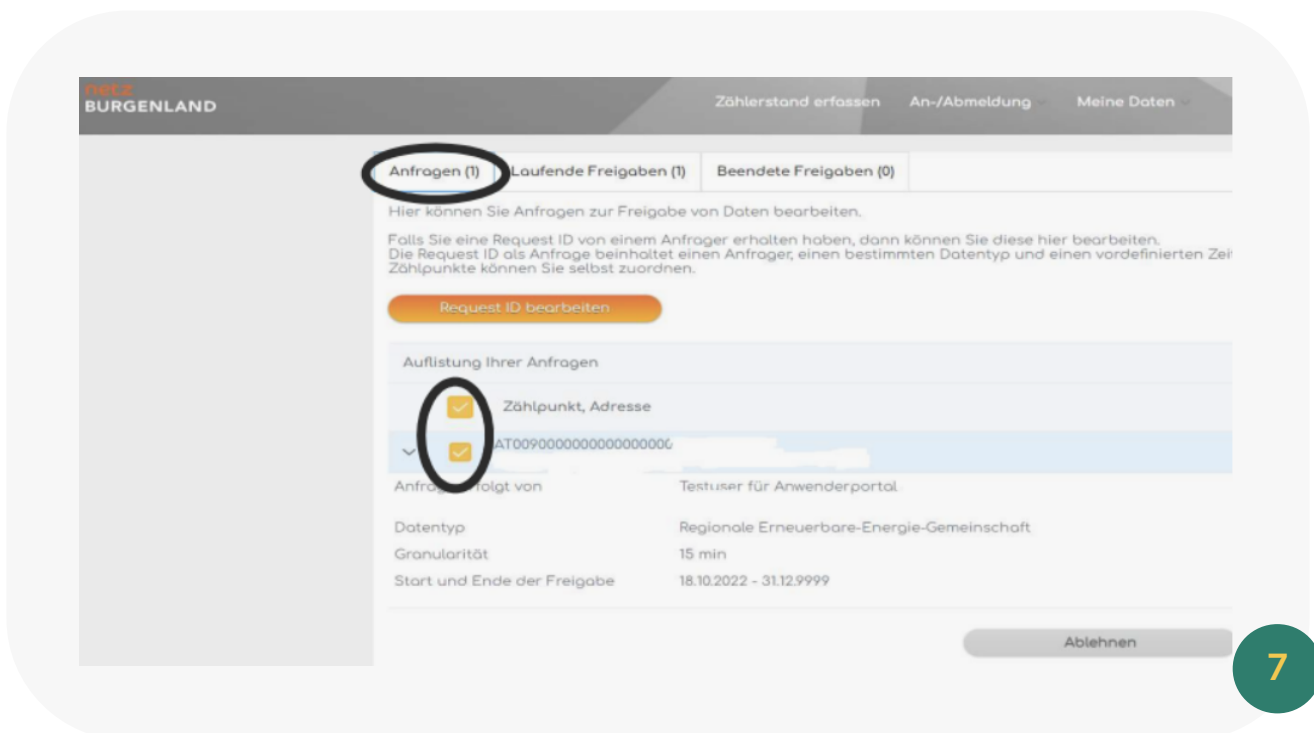 netz
BURGENLAND
Zählerstand erfassen An-/Abmeldung Meine Daten
Anfragen (1) Laufende Freigaben (1) Beendete Freigaben (0)
Hier können Sie Anfragen zur Freigabe von Daten bearbeiten.
Falls Sie eine Request ID von einem Anfrager erhalten haben, dann können Sie diese hier bearbeiten.
Die Request ID als Anfrage beinhaltet einen Anfrager, einen bestimmten Datentyp und einen vordefinierten Zei
Zählpunkte können Sie selbst zuordnen.
Request ID bearbeiten
Auflistung Ihrer Anfragen
Zählpunkt, Adresse
Anfrage von Testuser für Anwenderportal
Datentyp Regionale Erneuerbare-Energie-Gemeinschaft
Granularität 15 min
Start und Ende der Freigabe 18.10.2022 - 31.12.9999
Ablehnen
7